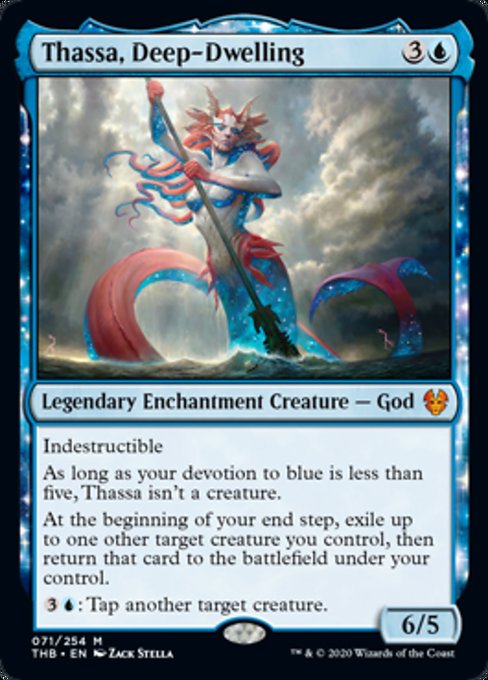 Thassa, Deep-Dwelling 3
Legendary Enchantment Creature — God
Indestructible
As long as your devotion to blue is less than
five, Thassa isn't a creature.
At the beginning of your end step, exile up
to one other target creature you control, then
return that card to the battlefield under your
control.
3 : Tap another target creature.
6/5
071/254 M
THB • EN Zack Stella
™ & © 2020 Wizards of the Coast